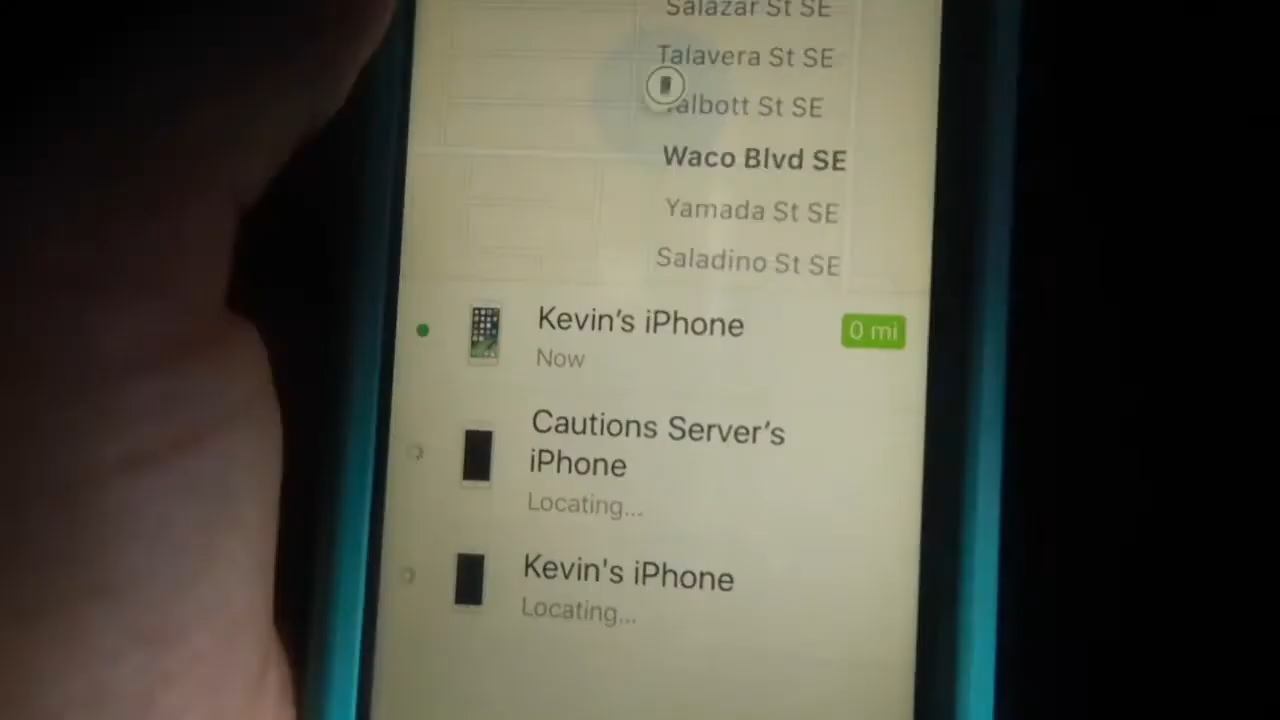 Salazar St SE
Talavera St SE
albott St SE
Waco Blvd SE
Yamada St SE
Saladino St SE
Kevin’s iPhone
0 mi
Now
Cautions Server’s
iPhone
Locating...
Kevin's iPhone
Locating...